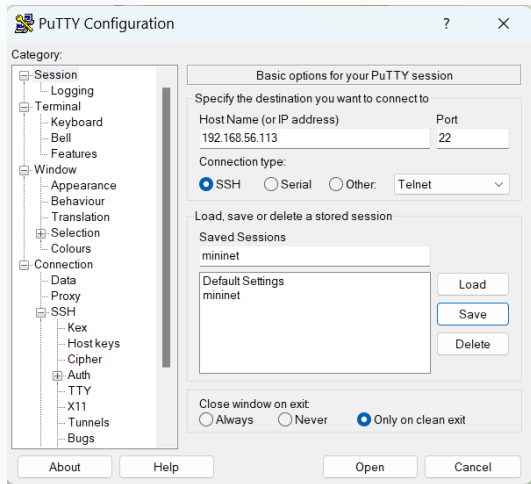 PuTTY Configuration
?
Category:
Session
Logging
Terminal
Keyboard
Bell
Features
Window
Appearance
Behaviour
Translation
Selection
Colours
Connection
Data
Proxy
SSH
Kex
Host keys
Cipher
Auth
TTY
X11
Tunnels
Bugs
Basic options for your PuTTY session
Specify the destination you want to connect to
Host Name (or IP address) Port
192.168.56.113 22
Connection type:
SSH Serial Other: Telnet
Load, save or delete a stored session
Saved Sessions
mininet
Default Settings
mininet
Load
Save
Delete
Close window on exit:
Always Never Only on clean exit
About Help Open Cancel